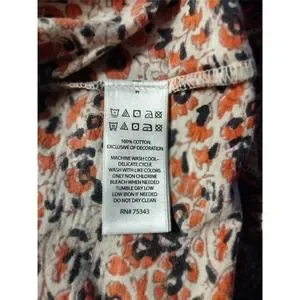 100% COTTON
EXCLUSIVE OF DECORATION
MACHINE WASH COOL-
DELICATE CYCLE
WASH WITH LIKE COLORS
ONLY NON CHLORINE
BLEACH WHEN NEEDED
TUMBLE DRY LOW
LOW IRON IF NEEDED
DO NOT DRY CLEAN
RN# 75343